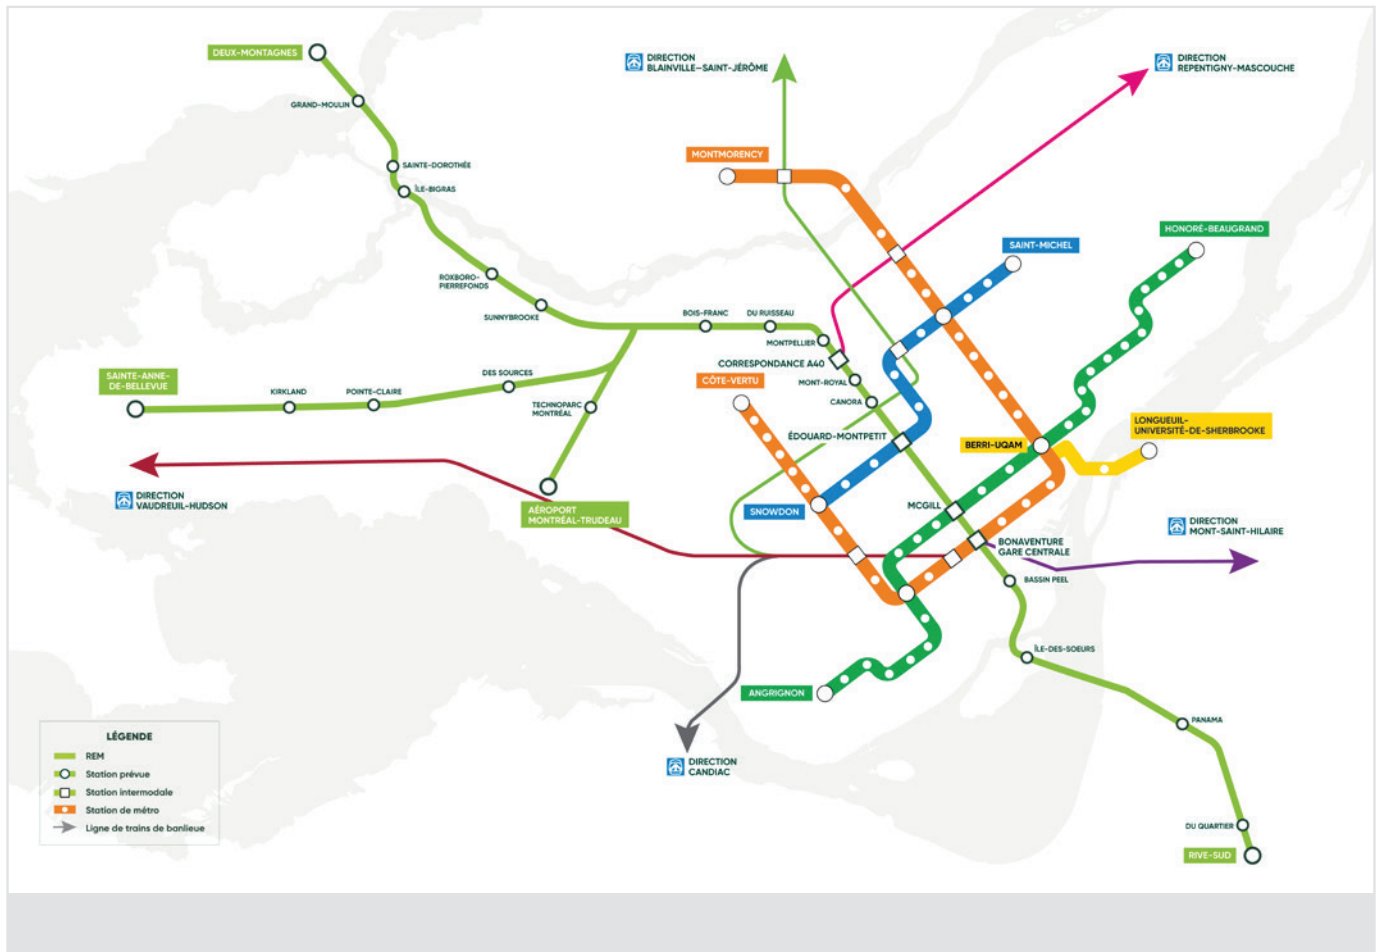 DEUX-MONTAGNES
GRAND-MOULIN
SAINTE-DOROTHÉE
ÎLE-BIGRAS
ROXBORO-
PIERREFONDS
SUNNYBROOKE
DIRECTION
BLAINVILLE–SAINT-JÉRÔME
DIRECTION
REPENTIGNY-MASCOUCHE
MONTMORENCY
SAINT-MICHEL
HONORÉ-BEAUGRAND
BOIS-FRANC
DU RUISSEAU
MONTPELLIER
CORRESPONDANCE A40
MONT-ROYAL
CANORA
CÔTE-VERTU
SAINTE-ANNE-
DE-BELLEVUE
KIRKLAND
POINTE-CLAIRE
DES SOURCES
TECHNOPARC
MONTRÉAL
ÉDOUARD-MONTPETIT
BERRI-UQAM
LONGUEUIL-
UNIVERSITÉ-DE-SHERBROOKE
DIRECTION
VAUDREUIL-HUDSON
AÉROPORT
MONTRÉAL-TRUDEAU
SNOWDON
MCGILL
BONAVENTURE
GARE CENTRALE
DIRECTION
MONT-SAINT-HILAIRE
BASSIN PEEL
ÎLE-DES-SOEURS
ANGRIGNON
PANAMA
DIRECTION
CANDIAC
DU QUARTIER
RIVE-SUD
LÉGENDE
REM
Station prévue
Station intermodale
Station de métro
Ligne de trains de banlieue